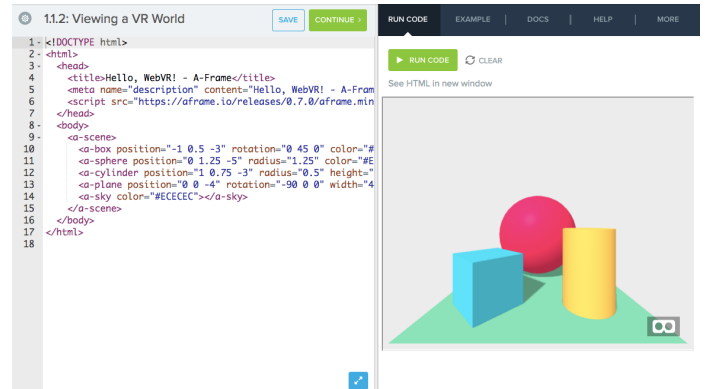 1.1.2: Viewing a VR World
SAVE
CONTINUE >
RUN CODE
EXAMPLE
DOCS
HELP
MORE
RUN CODE
CLEAR
See HTML in new window
1 <!DOCTYPE html>
2 <html>
3 <head>
4 <title>Hello, WebVR! - A-Frame</title>
5 <meta name="description" content="Hello, WebVR! - A-Fram
6 <script src="https://aframe.io/releases/0.7.0/aframe.min
7 </head>
8 <body>
9 <a-scene>
10 <a-box position="-1 0.5 -3" rotation="0 45 0" color="#
11 <a-sphere position="0 1.25 -5" radius="1.25" color="#E
12 <a-cylinder position="1 0.75 -3" radius="0.5" height="
13 <a-plane position="0 0 -4" rotation="-90 0 0" width="4
14 <a-sky color="#ECECEC"></a-sky>
15 </a-scene>
16 </body>
17 </html>
18